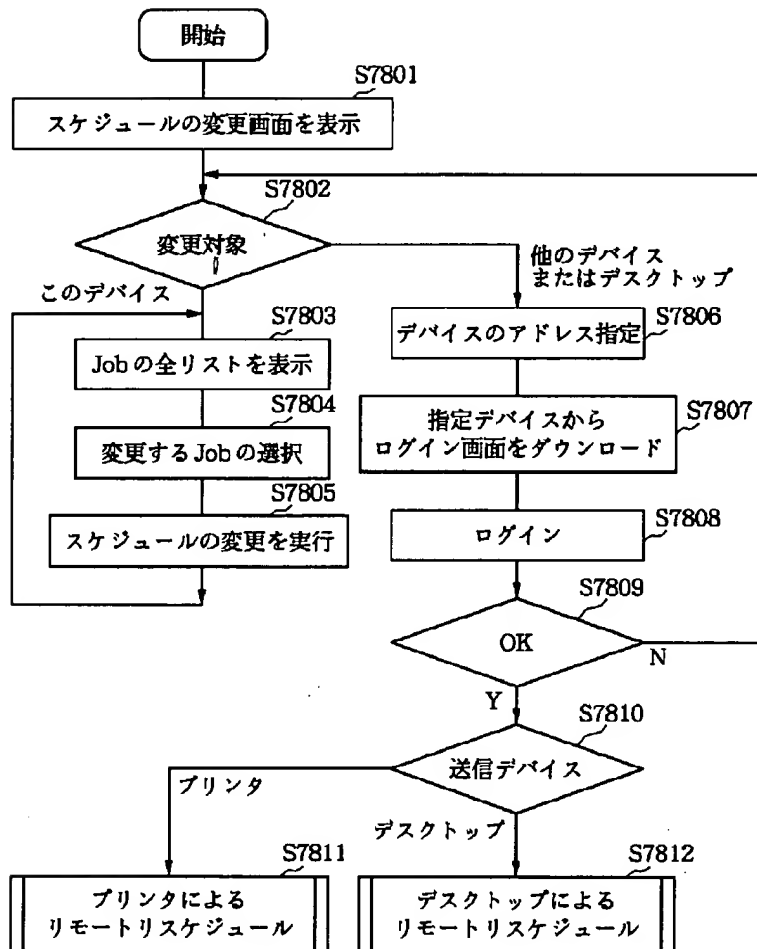 開始
S7801
スケジュールの変更画面を表示
S7802
変更対象
このデバイス
他のデバイス
またはデスクトップ
S7803
Jobの全リストを表示
S7804
変更するJobの選択
S7805
スケジュールの変更を実行
S7806
デバイスのアドレス指定
S7807
指定デバイスから
ログイン画面をダウンロード
S7808
ログイン
S7809
OK
N
Y
S7810
送信デバイス
プリンタ
デスクトップ
S7811
プリンタによる
リモートリスケジュール
S7812
デスクトップによる
リモートリスケジュール